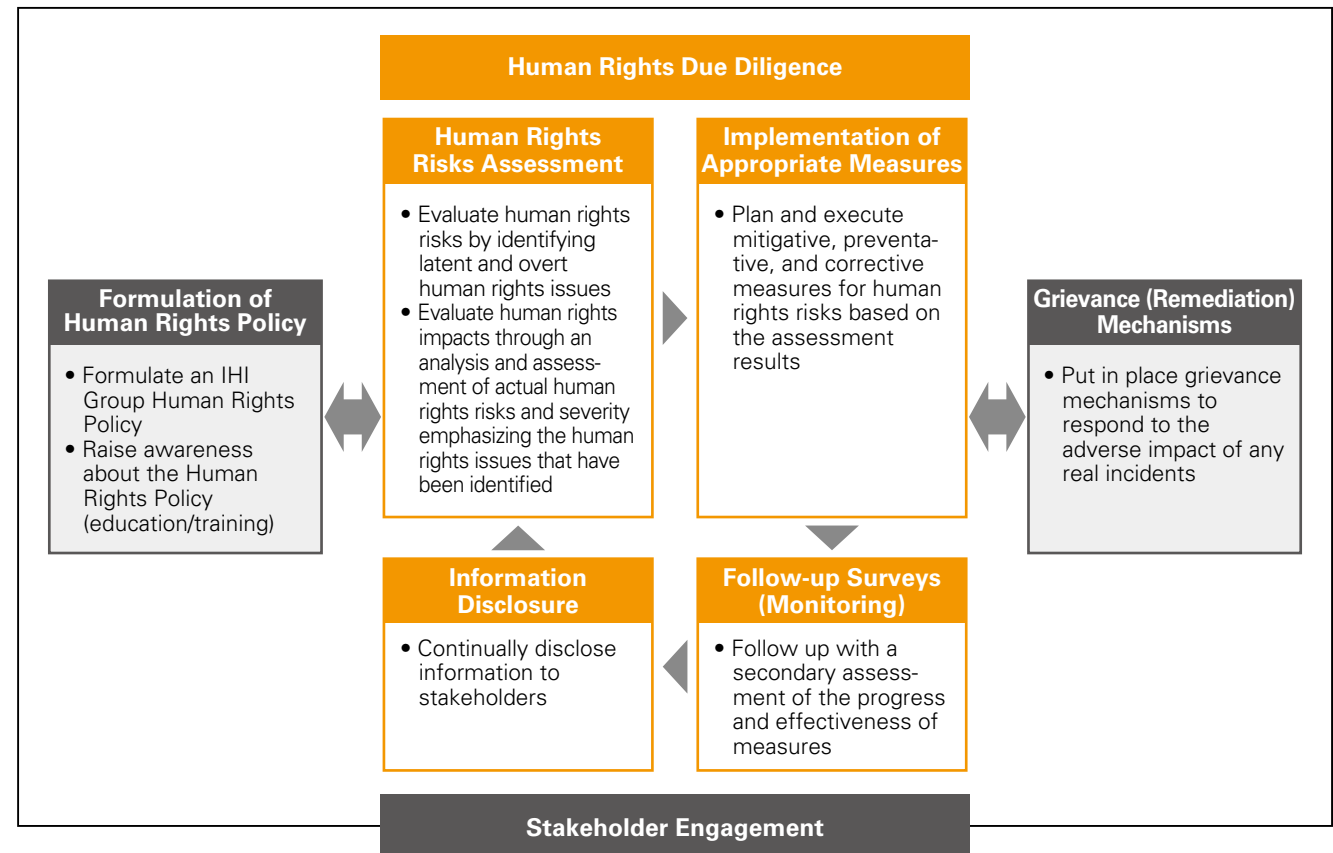 Human Rights Due Diligence
Human Rights
Risks Assessment
• Evaluate human rights
risks by identifying
latent and overt
human rights issues
• Evaluate human rights
impacts through an
analysis and assess-
ment of actual human
rights risks and severity
emphasizing the human
rights issues that have
been identified
Implementation of
Appropriate Measures
• Plan and execute
mitigative, preventa-
tive, and corrective
measures for human
rights risks based on
the assessment
results
Formulation of
Human Rights Policy
• Formulate an IHI
Group Human Rights
Policy
• Raise awareness
about the Human
Rights Policy
(education/training)
Grievance (Remediation)
Mechanisms
• Put in place grievance
mechanisms to
respond to the
adverse impact of any
real incidents
Information
Disclosure
• Continually disclose
information to
stakeholders
Follow-up Surveys
(Monitoring)
• Follow up with a
secondary assess-
ment of the progress
and effectiveness of
measures
Stakeholder Engagement